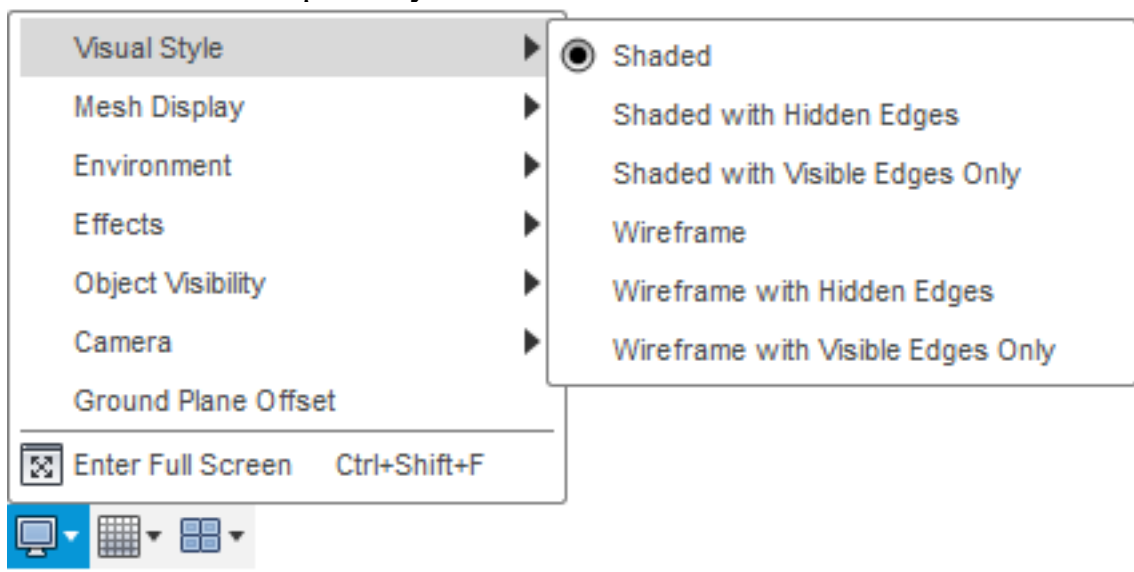 Visual Style
Mesh Display
Environment
Effects
Object Visibility
Camera
Ground Plane Offset
Enter Full Screen Ctrl+Shift+F
Shaded
Shaded with Hidden Edges
Shaded with Visible Edges Only
Wireframe
Wireframe with Hidden Edges
Wireframe with Visible Edges Only